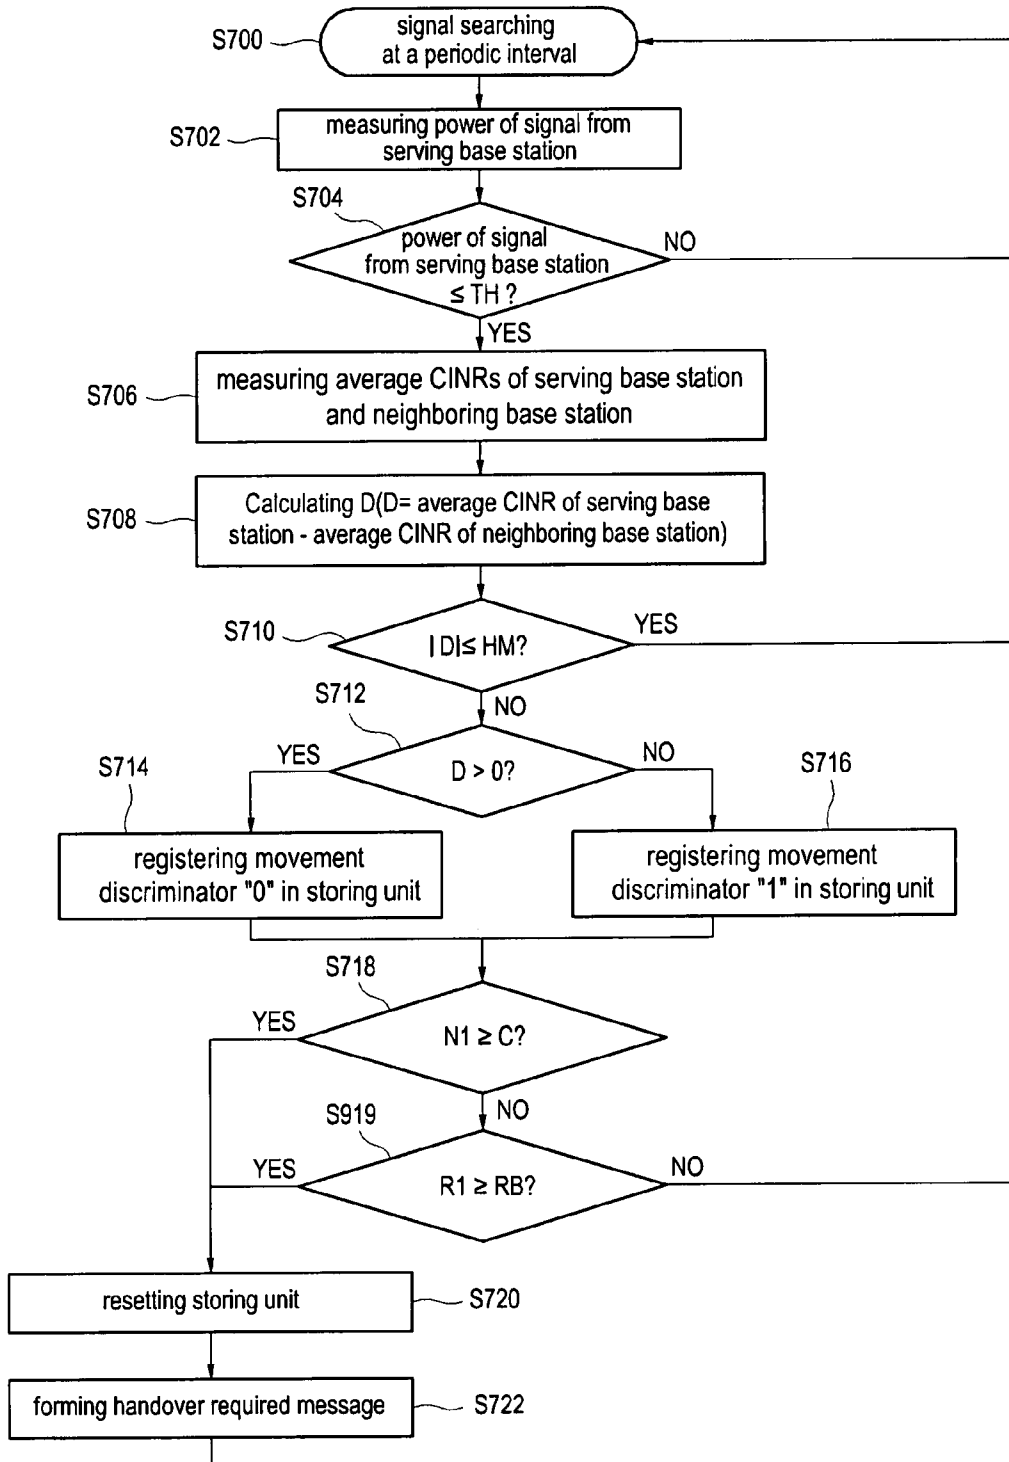 S700
signal searching
at a periodic interval
S702
measuring power of signal from
serving base station
S704
power of signal
from serving base station
≤ TH ?
NO
YES
S706
measuring average CINRs of serving base station
and neighboring base station
S708
Calculating D(D= average CINR of serving base
station - average CINR of neighboring base station)
S710
| D|≤ HM?
YES
NO
S712
D > 0?
YES
NO
S714
registering movement
discriminator "0" in storing unit
S716
registering movement
discriminator "1" in storing unit
S718
N1 ≥ C?
YES
NO
S919
R1 ≥ RB?
YES
NO
resetting storing unit
S720
forming handover required message
S722